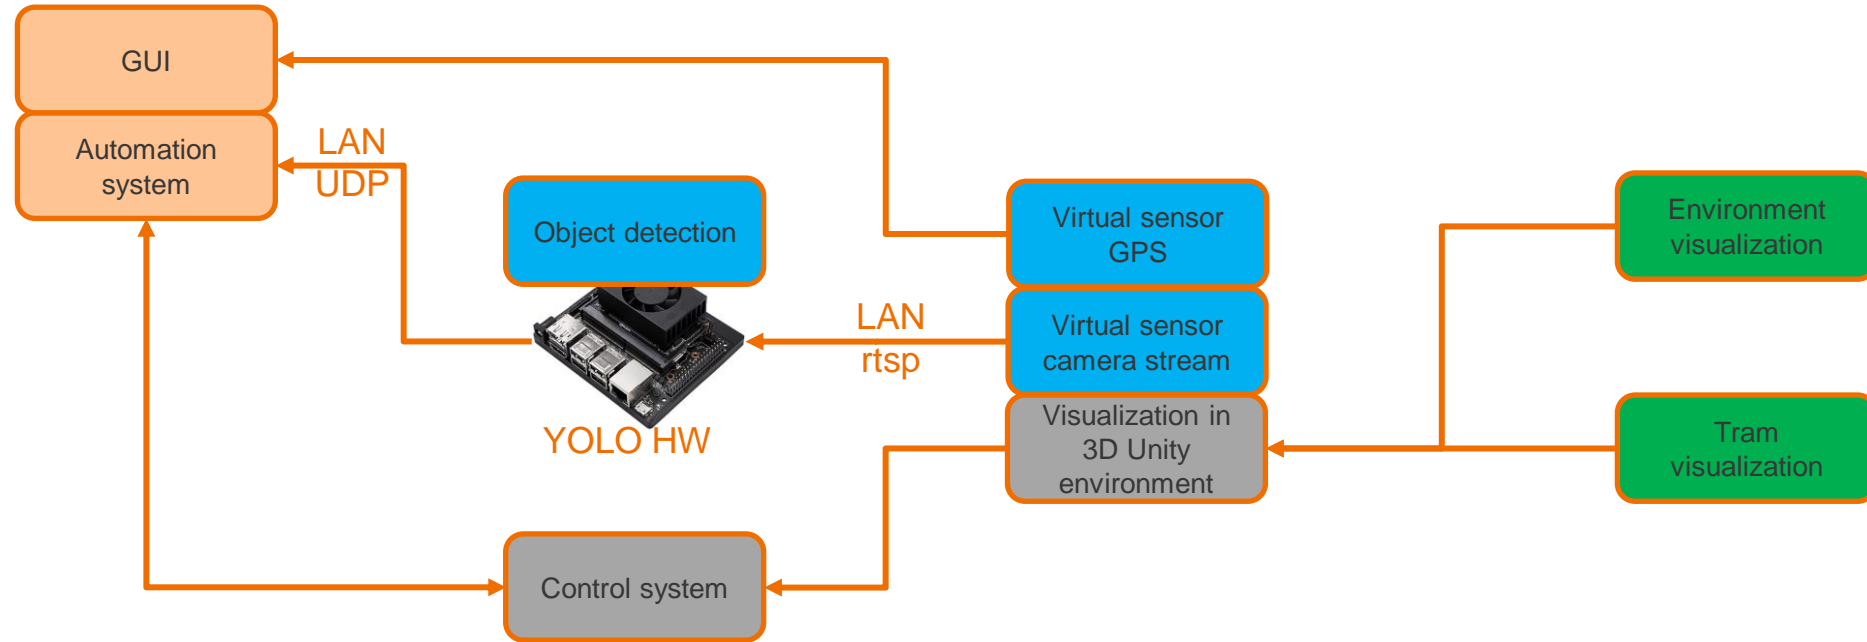 GUI
Automation
system
LAN
UDP
Object detection
YOLO HW
LAN
rtsp
Virtual sensor
GPS
Virtual sensor
camera stream
Visualization in
3D Unity
environment
Control system
Environment
visualization
Tram
visualization